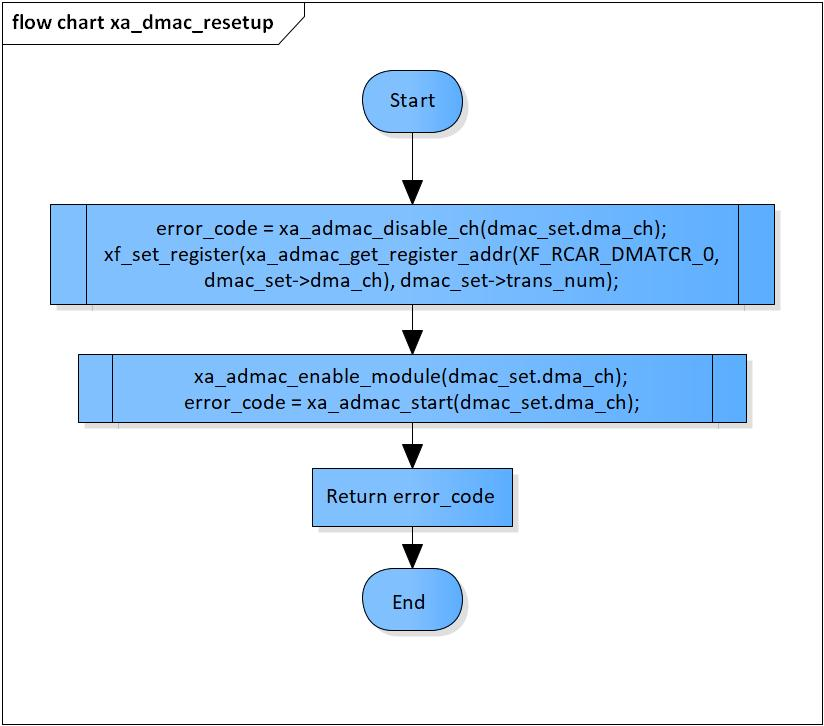 flow chart xa_dmac_resetup
Start
error_code = xa_admac_disable_ch(dmac_set.dma_ch);
xf_set_register(xa_admac_get_register_addr(XF_RCAR_DMATCR_0,
dmac_set->dma_ch), dmac_set->trans_num);
xa_admac_enable_module(dmac_set.dma_ch);
error_code = xa_admac_start(dmac_set.dma_ch);
Return error_code
End